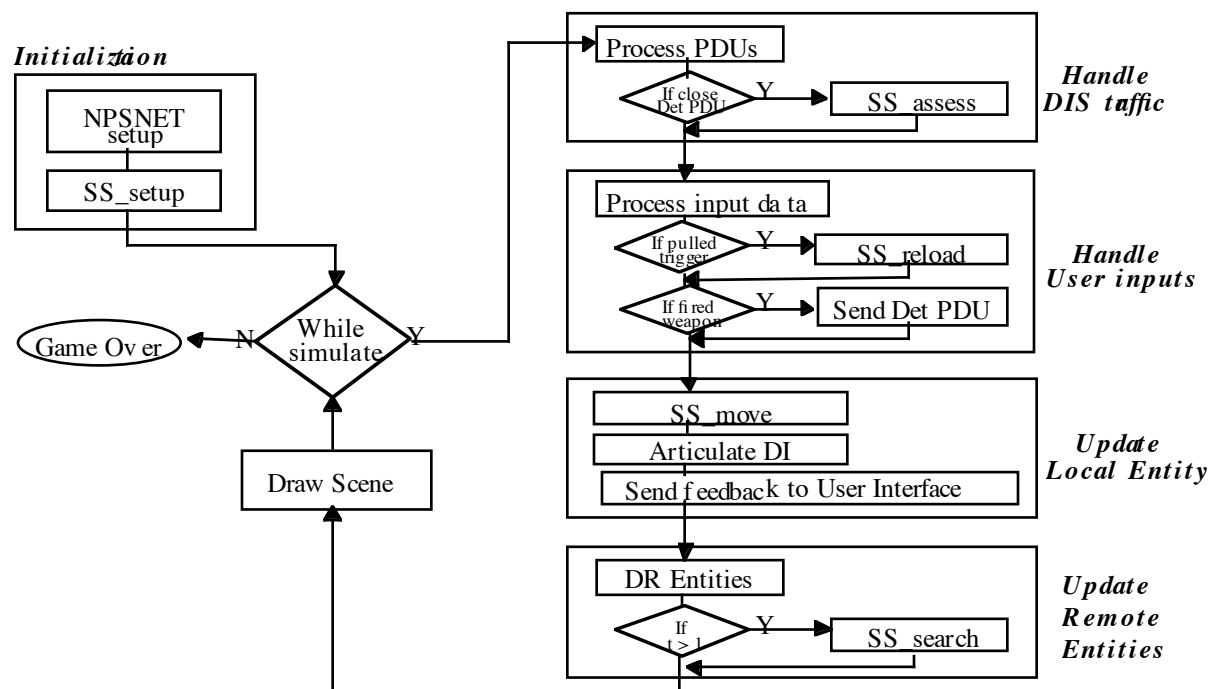 Initialization
NPSNET
setup
SS_setup
While
simulate
N
Y
Game Over
Draw Scene
Process PDUs
If close
Det PDU
Y
SS_assess
Handle
DIS traffic
Process input data
If pulled
trigger
Y
SS_reload
If fired
weapon
Y
Send Det PDU
Handle
User inputs
SS_move
Articulate DI
Send feedback to User Interface
Update
Local Entity
DR Entities
If
t > 1
Y
SS_search
Update
Remote
Entities